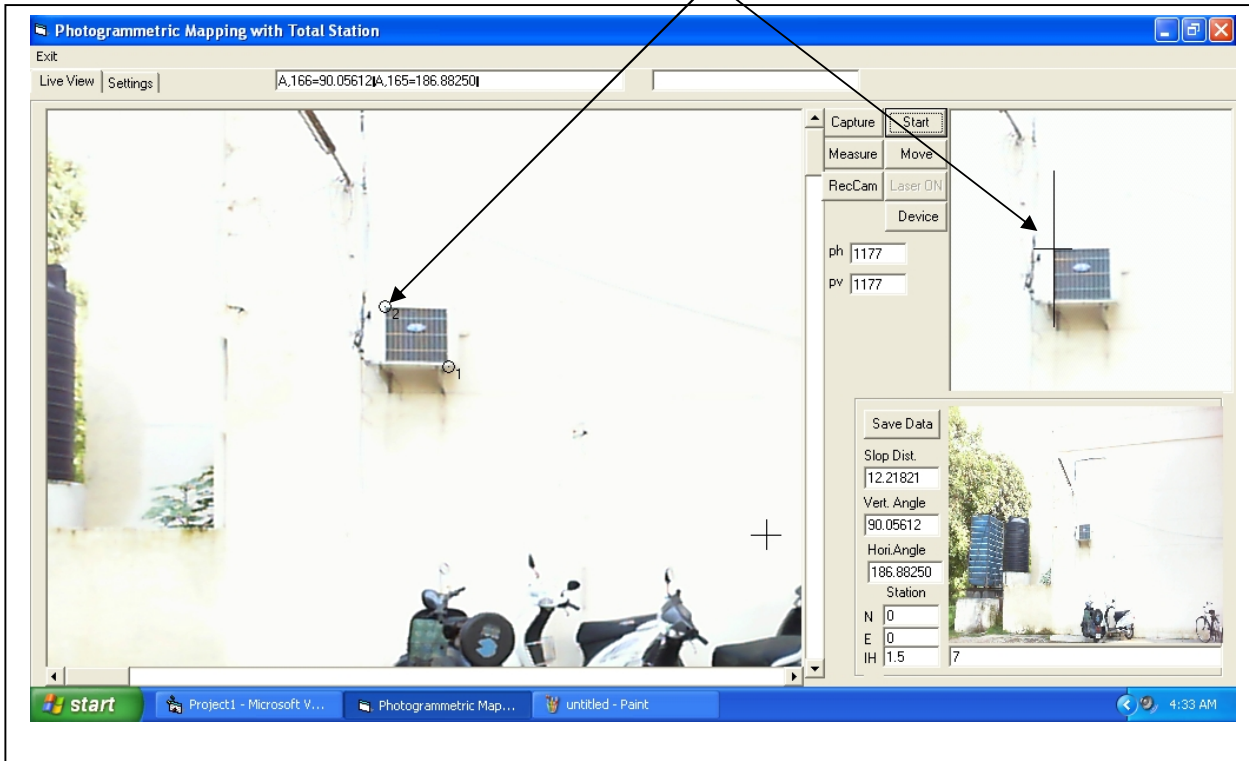 Photogrammetric Mapping with Total Station
Exit
Live View Settings A,166=90.05612|A,165=186.88250|
Capture Start
Measure Move
RecCam Laser ON
Device
ph 1177
pv 1177
2
1
Save Data
Slop Dist.
12.21821
Vert. Angle
90.05612
Hori.Angle
186.88250
Station
N 0
E 0
IH 1.5 7
start Project1 - Microsoft V... Photogrammetric Map... untitled - Paint 4:33 AM